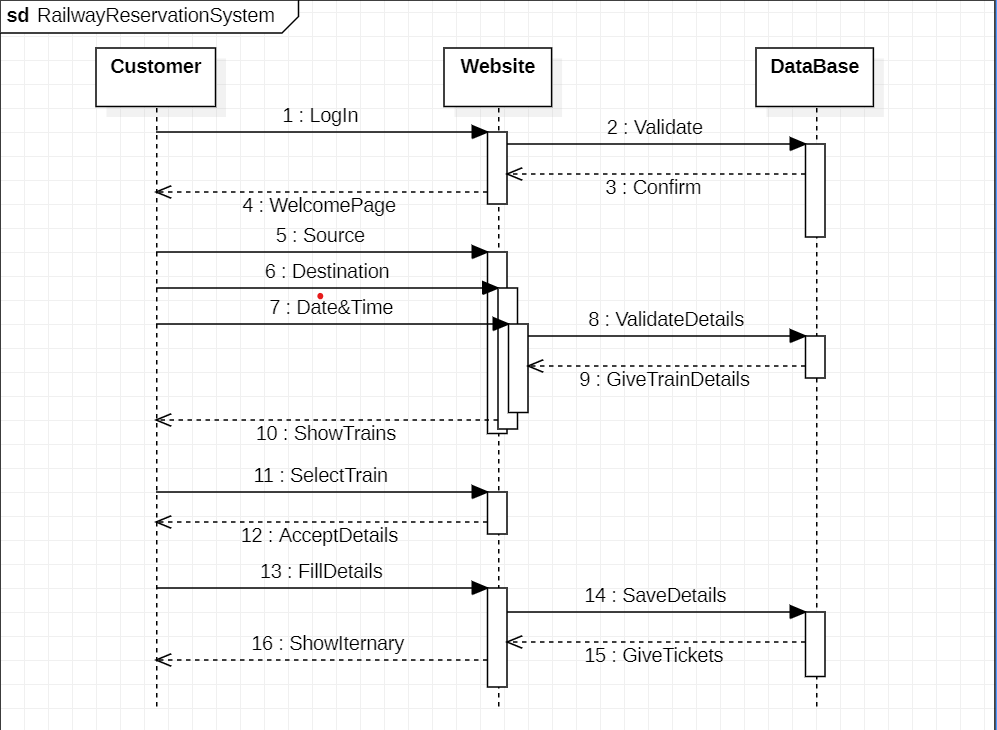 sd RailwayReservationSystem
Customer
Website
DataBase
1 : LogIn
2 : Validate
3 : Confirm
4 : WelcomePage
5 : Source
6 : Destination
7 : Date&Time
8 : ValidateDetails
9 : GiveTrainDetails
10 : ShowTrains
11 : SelectTrain
12 : AcceptDetails
13 : FillDetails
14 : SaveDetails
15 : GiveTickets
16 : ShowIternary